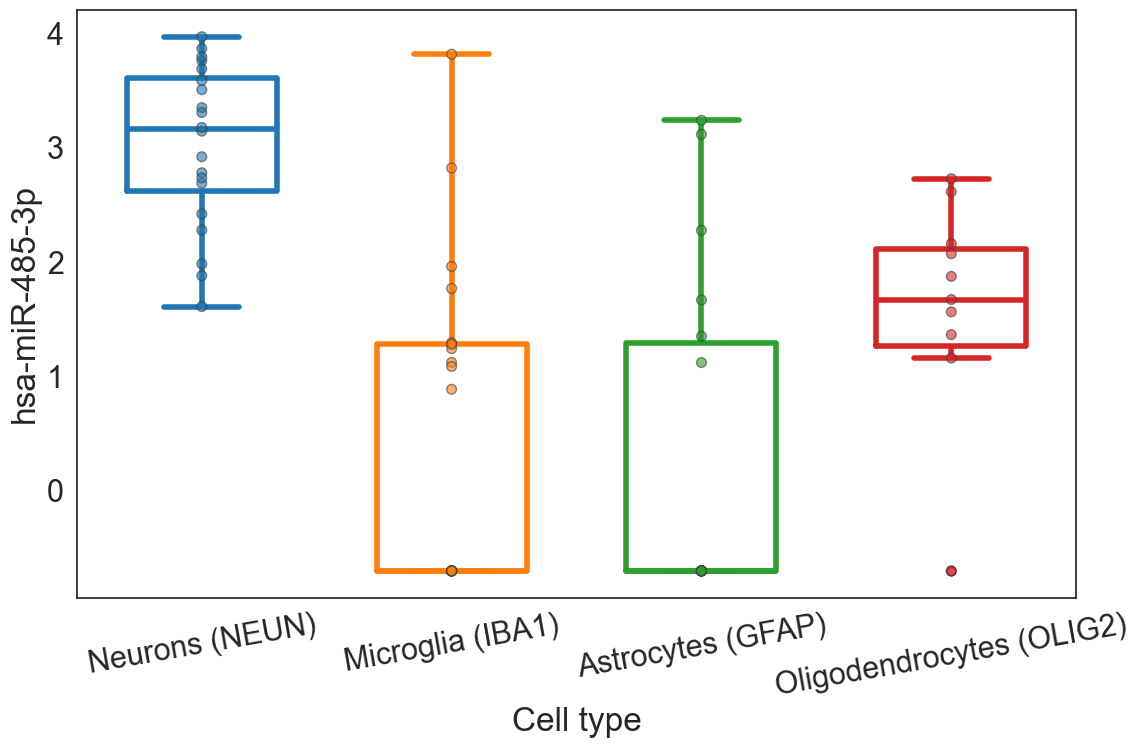 hsa-miR-485-3p
4
3
2
1
0
Neurons (NEUN)
Microglia (IBA1)
Astrocytes (GFAP)
Oligodendrocytes (OLIG2)
Cell type